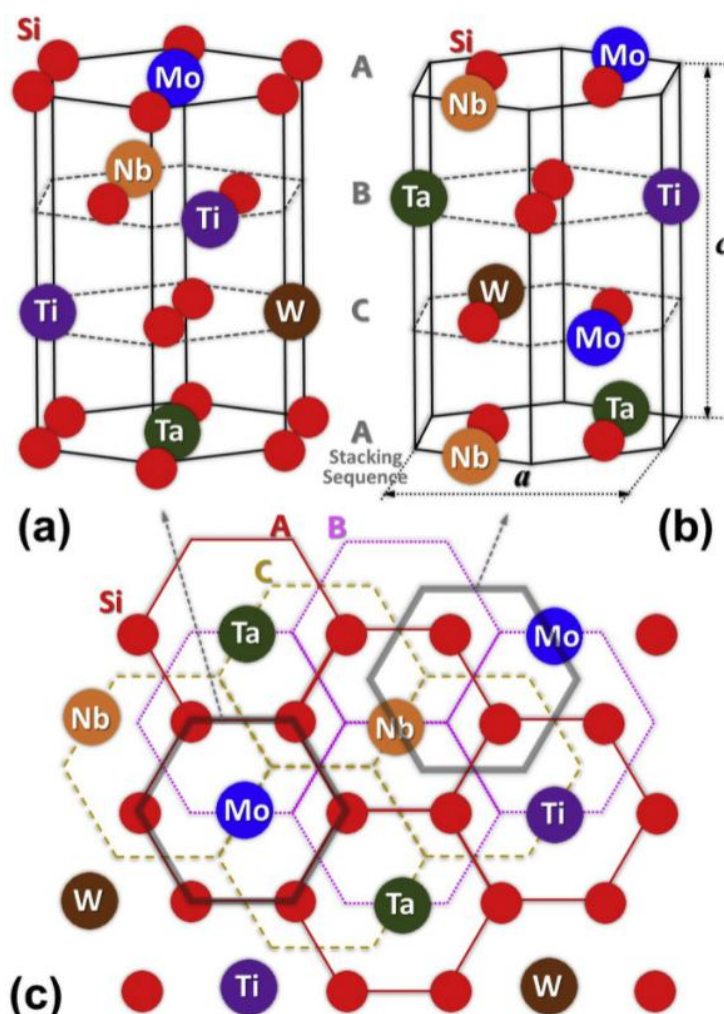 Si
Mo
A
Si
Mo
Nb
Nb
Ti
B
Ta
Ti
c
Ti
W
C
W
Mo
Ta
A
Stacking
Sequence
Nb
Ta
a
(a)
(b)
A
B
C
Si
Ta
Mo
Nb
Nb
Mo
Ti
W
Ta
(c)
Ti
W